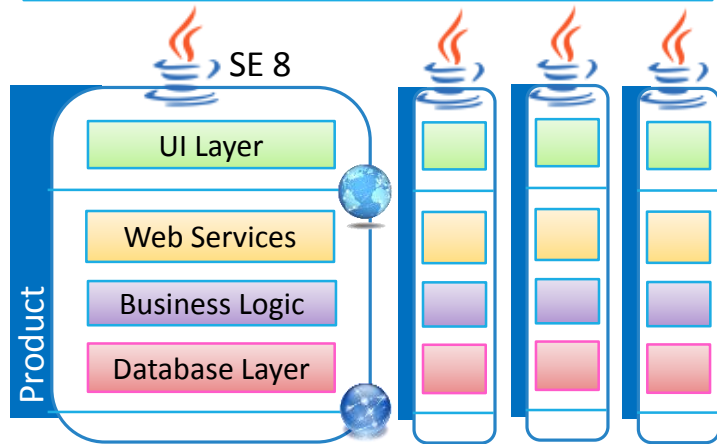 SE 8
UI Layer
Web Services
Business Logic
Database Layer
Product